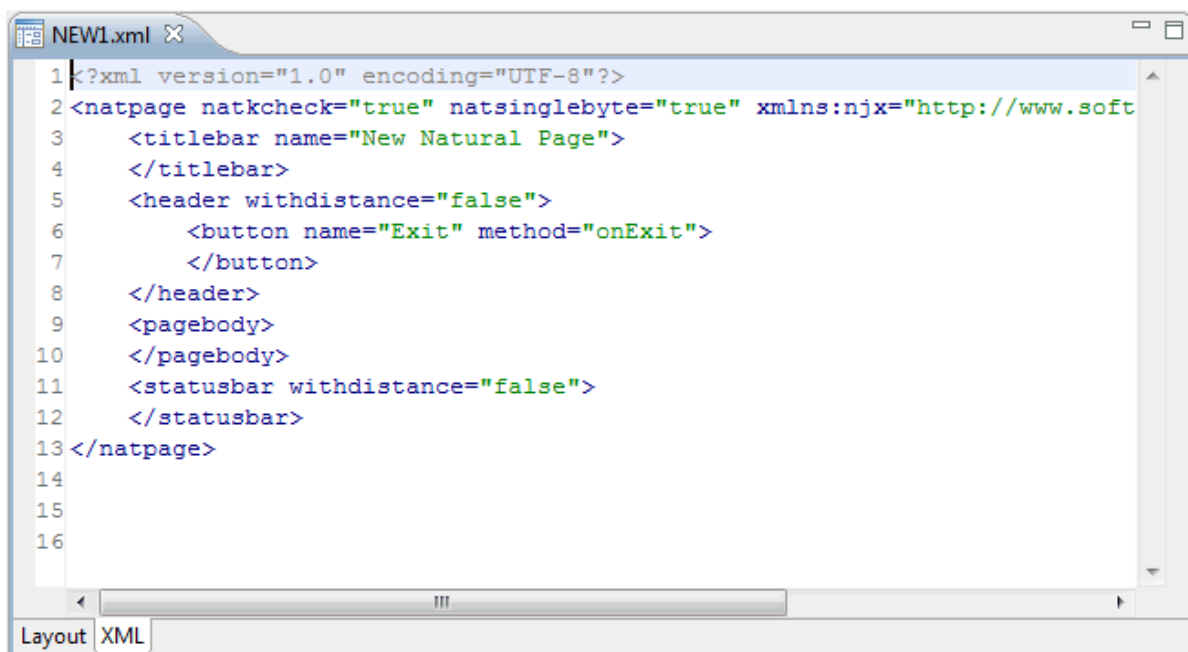 NEW1.xml
1 <?xml version="1.0" encoding="UTF-8"?>
2 <natpage natkcheck="true" natsinglebyte="true" xmlns:njx="http://www.soft
3     <titlebar name="New Natural Page">
4     </titlebar>
5     <header withdistance="false">
6         <button name="Exit" method="onExit">
7         </button>
8     </header>
9     <pagebody>
10     </pagebody>
11     <statusbar withdistance="false">
12     </statusbar>
13 </natpage>
14
15
16
Layout XML